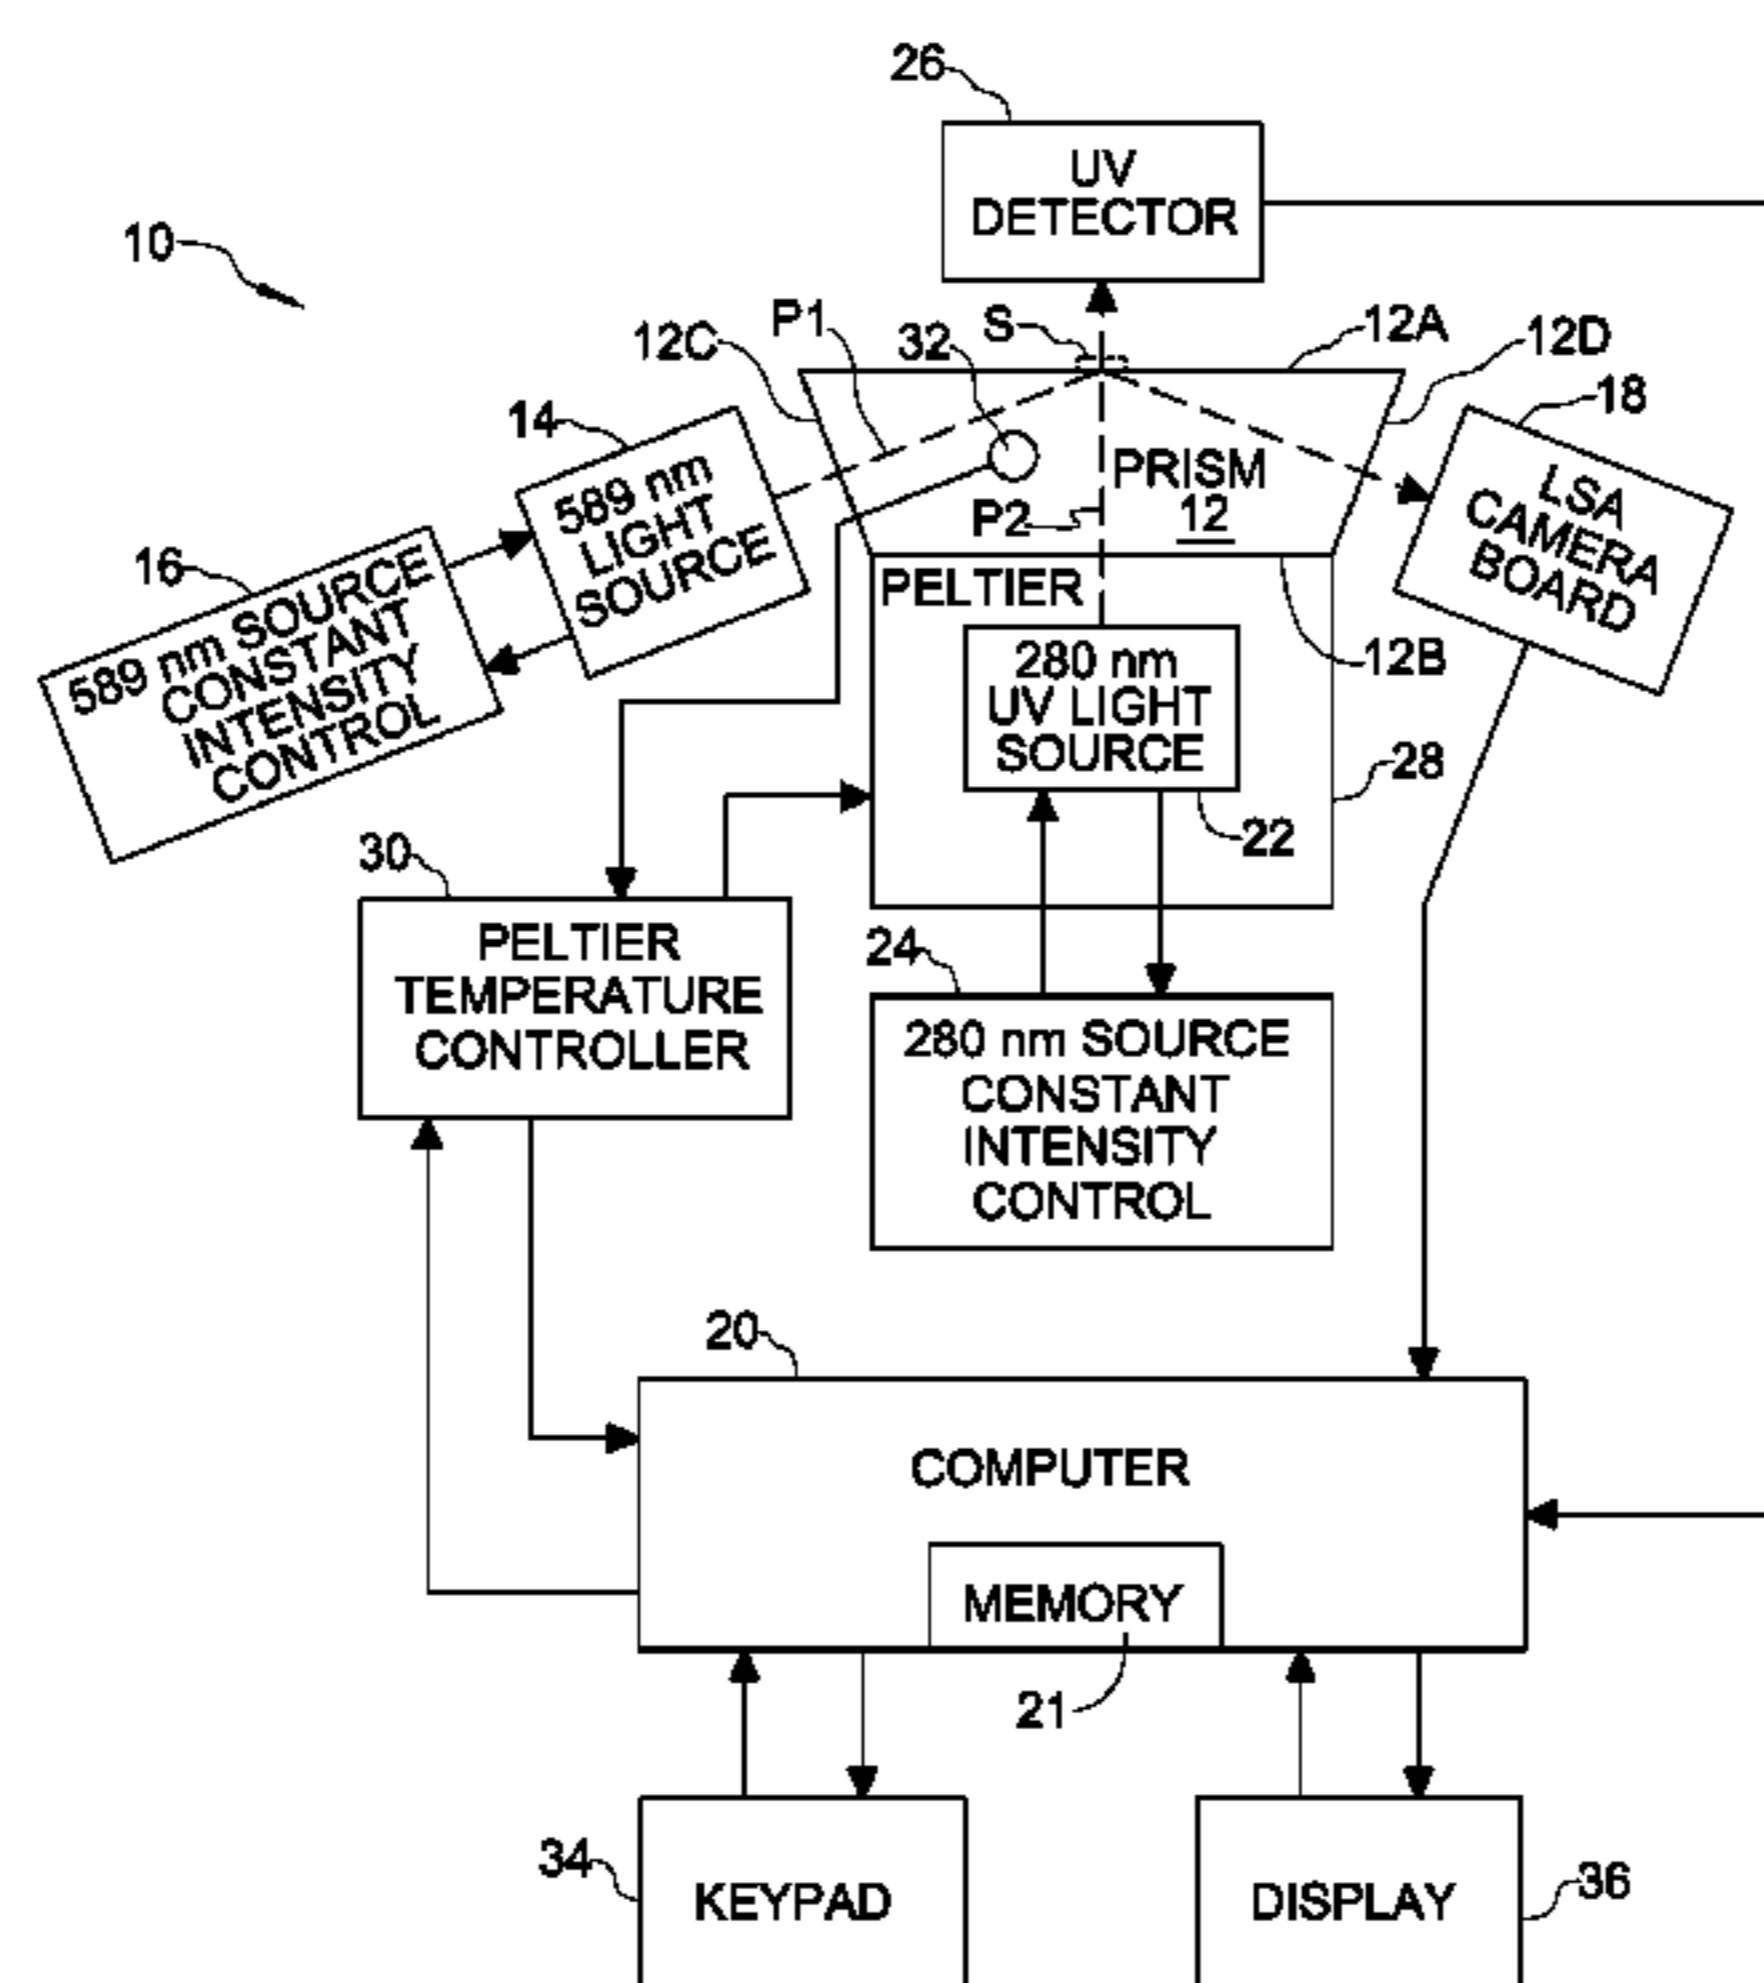 26
UV
DETECTOR
10
P1
S
12A
12C
32
12D
14
18
589 nm
LIGHT
SOURCE
PRISM
12
P2
LSA
CAMERA
BOARD
16
589 nm SOURCE
CONSTANT
INTENSITY
CONTROL
PELTIER
12B
280 nm
UV LIGHT
SOURCE
28
22
30
PELTIER
TEMPERATURE
CONTROLLER
24
280 nm SOURCE
CONSTANT
INTENSITY
CONTROL
20
COMPUTER
MEMORY
21
34
KEYPAD
DISPLAY
36